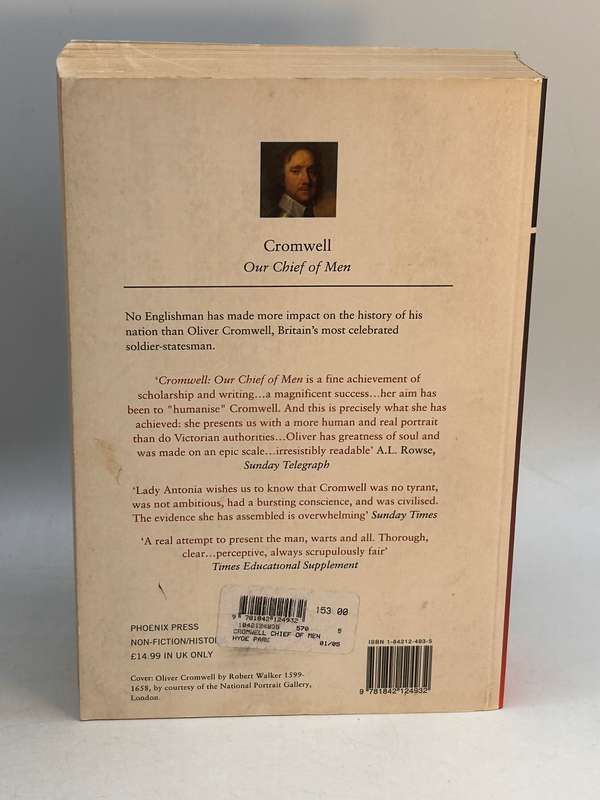 Cromwell
Our Chief of Men
No Englishman has made more impact on the history of his
nation than Oliver Cromwell, Britain's most celebrated
soldier-statesman.
'Cromwell: Our Chief of Men is a fine achievement of
scholarship and writing...a magnificent success...her aim has
been to "humanise" Cromwell. And this is precisely what she has
achieved: she presents us with a more human and real portrait
than do Victorian authorities...Oliver has greatness of soul and
was made on an epic scale...irresistibly readable' A.L. Rowse,
Sunday Telegraph
'Lady Antonia wishes us to know that Cromwell was no tyrant,
was not ambitious, had a bursting conscience, and was civilised.
The evidence she has assembled is overwhelming' Sunday Times
'A real attempt to present the man, warts and all. Thorough,
clear...perceptive, always scrupulously fair'
Times Educational Supplement
153.00
9 781842 124932
570 5
CROMWELL CHIEF OF MEN
HYDE PARK 01/05
PHOENIX PRESS
NON-FICTION/HISTO
£14.99 IN UK ONLY
ISBN 1-84212-493-5
9 781842 124932
Cover: Oliver Cromwell by Robert Walker 1599-
1658, by courtesy of the National Portrait Gallery,
London.